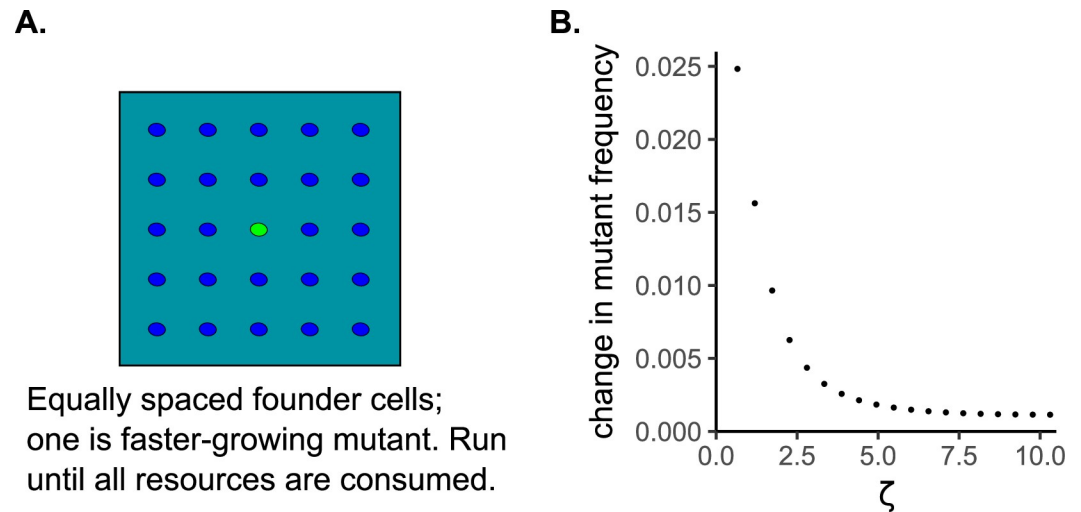 A.
Equally spaced founder cells;
one is faster-growing mutant. Run
until all resources are consumed.
B.
change in mutant frequency
0.025
0.020
0.015
0.010
0.005
0.000
0.0 2.5 5.0 7.5 10.0
ζ